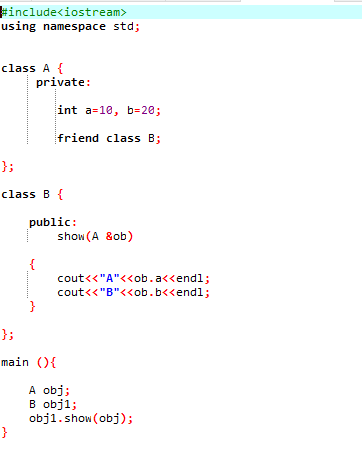 #include<iostream>
using namespace std;
class A {
private:
int a=10, b=20;
friend class B;
};
class B {
public:
show(A &ob)
{
cout<<"A"<<ob.a<<endl;
cout<<"B"<<ob.b<<endl;
}
};
main (){
A obj;
B obj1;
obj1.show(obj);
}